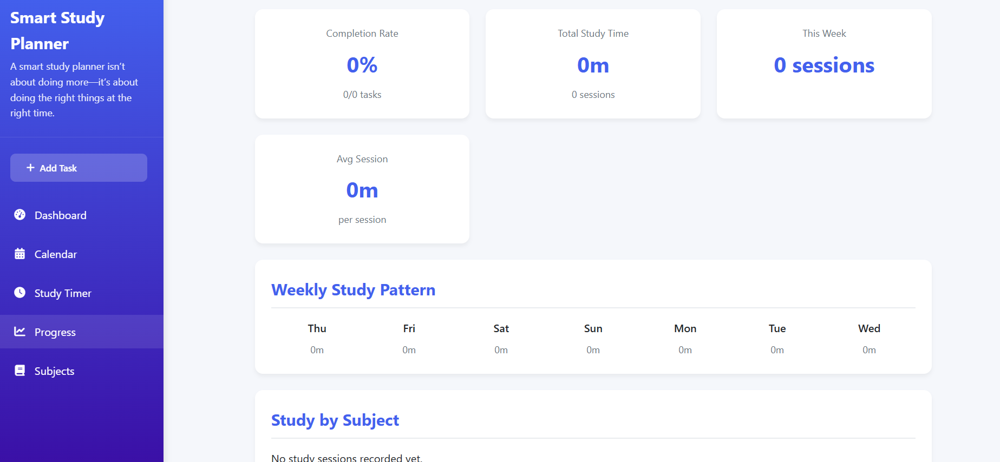 Smart Study
Planner
A smart study planner isn’t
about doing more—it’s about
doing the right things at the
right time.
Add Task
Dashboard
Calendar
Study Timer
Progress
Subjects
Completion Rate
0%
0/0 tasks
Total Study Time
0m
0 sessions
This Week
0 sessions
Avg Session
0m
per session
Weekly Study Pattern
Thu Fri Sat Sun Mon Tue Wed
0m 0m 0m 0m 0m 0m 0m
Study by Subject
No study sessions recorded yet.